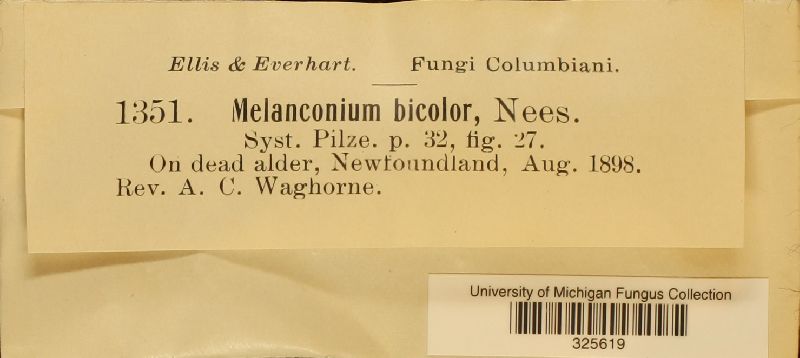 Ellis & Everhart. Fungi Columbiani.
1351. Melanconium bicolor, Nees.
Syst. Pilze. p. 32, fig. 27.
On dead alder, Newfoundland, Aug. 1898.
Rev. A. C. Waghorne.
University of Michigan Fungus Collection
325619